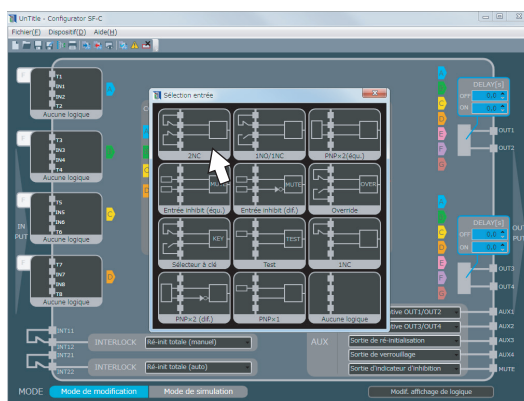 UnTitle - Configurator SF-C
Fichier(F) Dispositif(D) Aide(H)
T1
IN1
IN2
T2
Aucune logique
T3
IN3
IN4
T4
Aucune logique
T5
IN5
IN6
T6
Aucune logique
T7
IN7
IN8
T8
Aucune logique
IN
PUT
A
B
C
D
Sélection entrée
2NC
1NO/1NC
PNP×2(équ.)
MUTE
Entrée inhibit (équ.)
MUTE
Entrée inhibit (dif.)
OVER
Override
KEY
Sélecteur à clé
TEST
Test
1NC
PNP×2 (dif.)
PNP×1
Aucune logique
A
B
C
D
E
F
G
DELAY[s]
OFF 0,0
ON 0,0
OUT1
OUT2
A
B
C
D
E
F
G
DELAY[s]
OFF 0,0
ON 0,0
OUT3
OUT4
OUT
PUT
INT11
INT12
INTERLOCK
Ré-init totale (manuel)
INT21
INT22
INTERLOCK
Ré-init totale (auto)
AUX
tive OUT1/OUT2
AUX1
tive OUT3/OUT4
AUX2
Sortie de ré-initialisation
AUX3
Sortie de verrouillage
AUX4
Sortie d'indicateur d'inhibition
MUTE
MODE
Mode de modification
Mode de simulation
Modif. affichage de logique